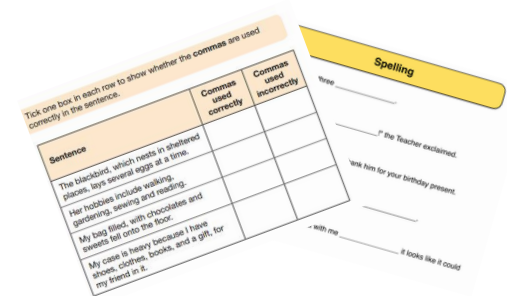 Tick one box in each row to show whether the commas are used
correctly in the sentence.
Sentence
Commas
used
correctly
Commas
used
incorrectly
The blackbird, which nests in sheltered
places, lays several eggs at a time.
Her hobbies include walking,
gardening, sewing and reading.
My bag filled, with chocolates and
sweets fell onto the floor.
My case is heavy because I have
shoes, clothes, books, and a gift, for
my friend in it.
Spelling
three ____________.
____________!" the Teacher exclaimed.
him for your birthday present.
____________.
with me ____________ it looks like it could